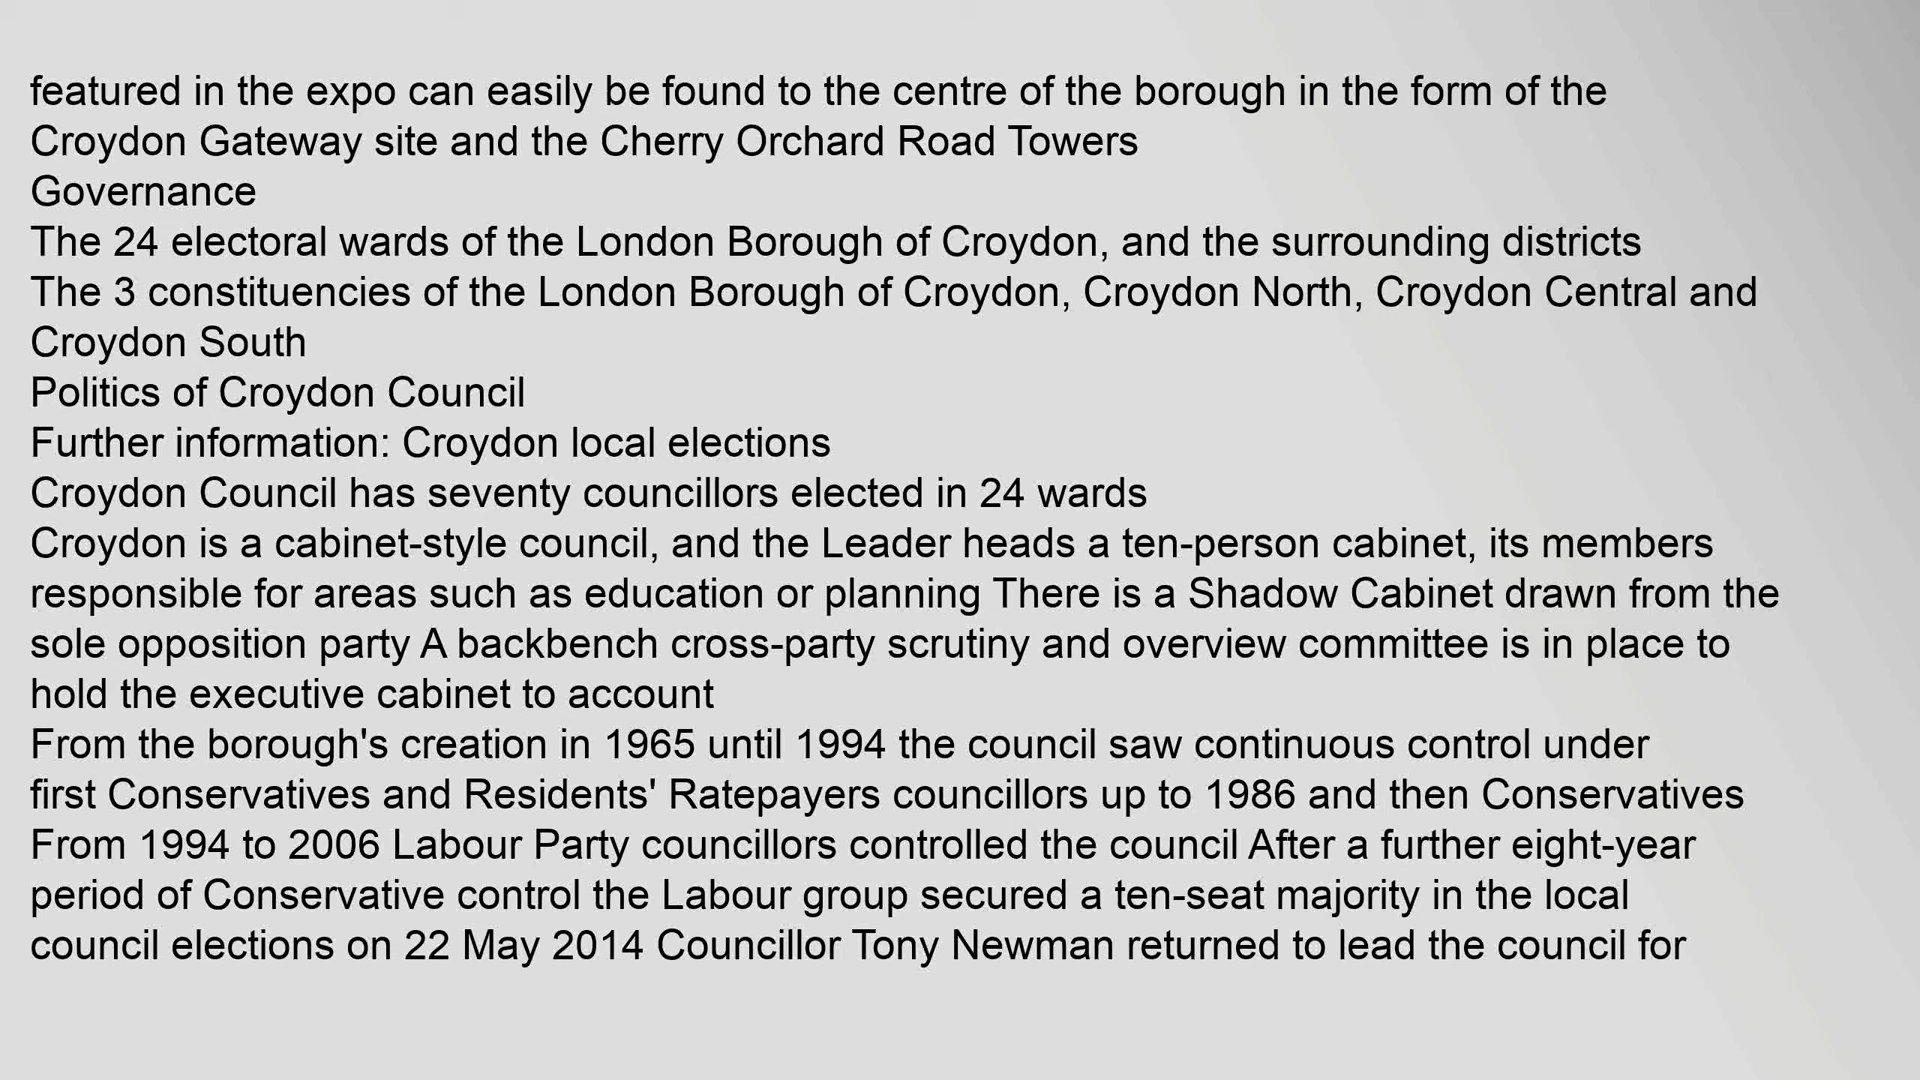 featured in the expo can easily be found to the centre of the borough in the form of the
Croydon Gateway site and the Cherry Orchard Road Towers
Governance
The 24 electoral wards of the London Borough of Croydon, and the surrounding districts
The 3 constituencies of the London Borough of Croydon, Croydon North, Croydon Central and
Croydon South
Politics of Croydon Council
Further information: Croydon local elections
Croydon Council has seventy councillors elected in 24 wards
Croydon is a cabinet-style council, and the Leader heads a ten-person cabinet, its members
responsible for areas such as education or planning There is a Shadow Cabinet drawn from the
sole opposition party A backbench cross-party scrutiny and overview committee is in place to
hold the executive cabinet to account
From the borough's creation in 1965 until 1994 the council saw continuous control under
first Conservatives and Residents' Ratepayers councillors up to 1986 and then Conservatives
From 1994 to 2006 Labour Party councillors controlled the council After a further eight-year
period of Conservative control the Labour group secured a ten-seat majority in the local
council elections on 22 May 2014 Councillor Tony Newman returned to lead the council for